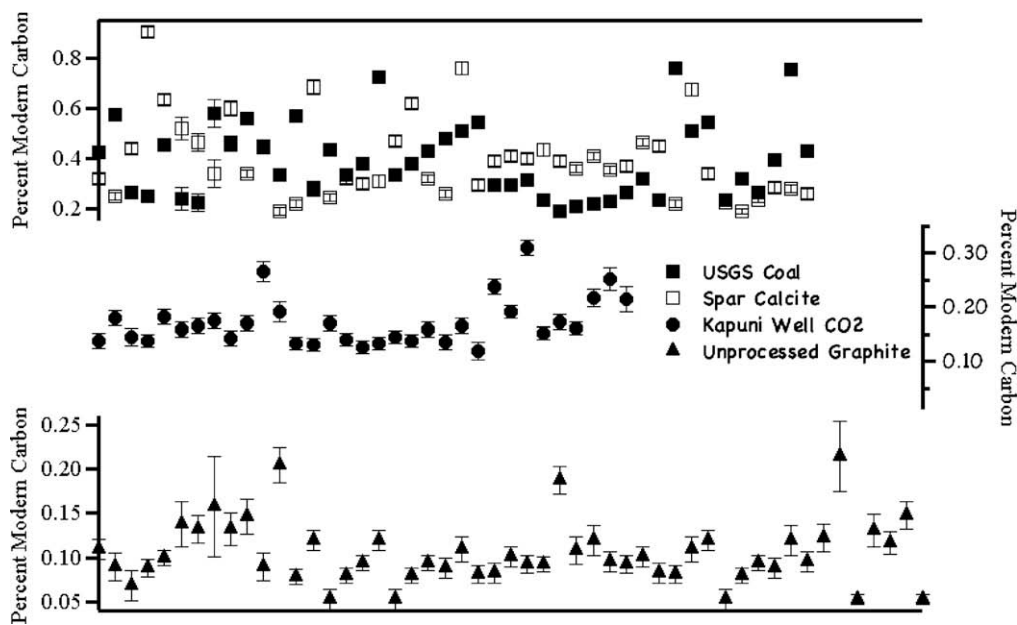 Percent Modern Carbon
0.8
0.6
0.4
0.2
Percent Modern Carbon
0.30
0.20
0.10
USGS Coal
Spar Calcite
Kapuni Well CO2
Unprocessed Graphite
Percent Modern Carbon
0.25
0.20
0.15
0.10
0.05